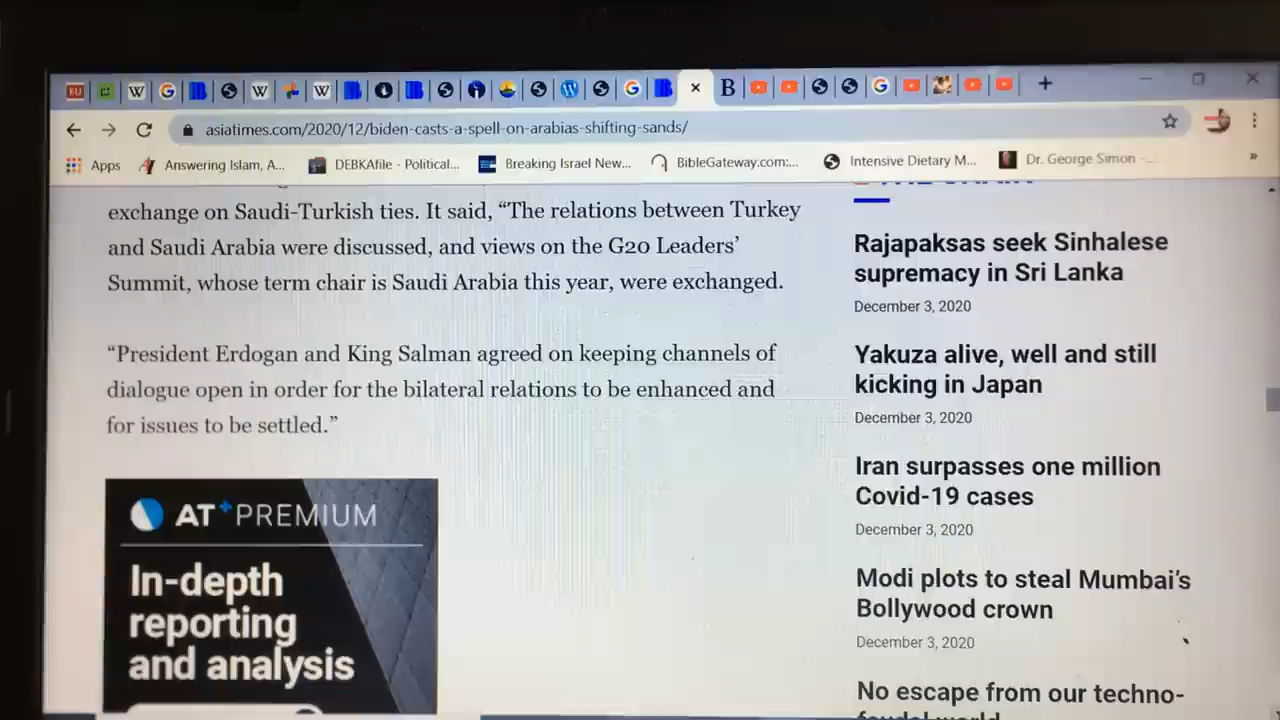 asiatimes.com/2020/12/biden-casts-a-spell-on-arabias-shifting-sands/
Apps
Answering Islam, A...
DEBKAfile - Political...
Breaking Israel New...
BibleGateway.com:...
Intensive Dietary M...
Dr. George Simon -...
exchange on Saudi-Turkish ties. It said, “The relations between Turkey
and Saudi Arabia were discussed, and views on the G20 Leaders’
Summit, whose term chair is Saudi Arabia this year, were exchanged.
“President Erdogan and King Salman agreed on keeping channels of
dialogue open in order for the bilateral relations to be enhanced and
for issues to be settled.”
AT+PREMIUM
In-depth
reporting
and analysis
Rajapaksas seek Sinhalese
supremacy in Sri Lanka
December 3, 2020
Yakuza alive, well and still
kicking in Japan
December 3, 2020
Iran surpasses one million
Covid-19 cases
December 3, 2020
Modi plots to steal Mumbai’s
Bollywood crown
December 3, 2020
No escape from our techno-